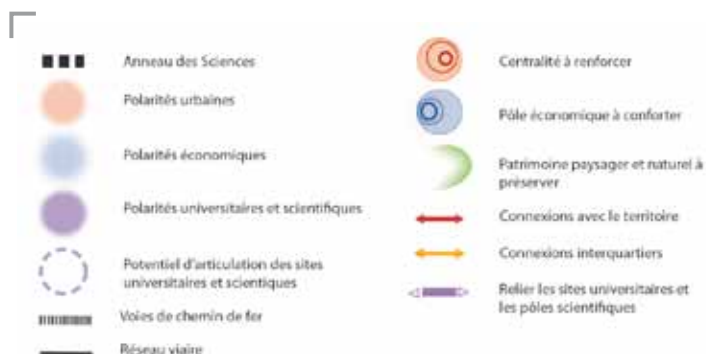 Anneau des Sciences
Polarités urbaines
Polarités économiques
Polarités universitaires et scientifiques
Potentiel d'articulation des sites
universitaires et scientiques
Voies de chemin de fer
Réseau viaire
Centralité à renforcer
Pôle économique à conforter
Patrimoine paysager et naturel à
préserver
Connexions avec le territoire
Connexions interquartiers
Relier les sites universitaires et
les pôles scientifiques